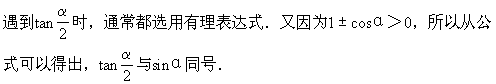 遇到tan α/2 时，通常都选用有理表达式．又因为1±cosα＞0，所以从公
式可以得出，tan α/2 与sinα同号．